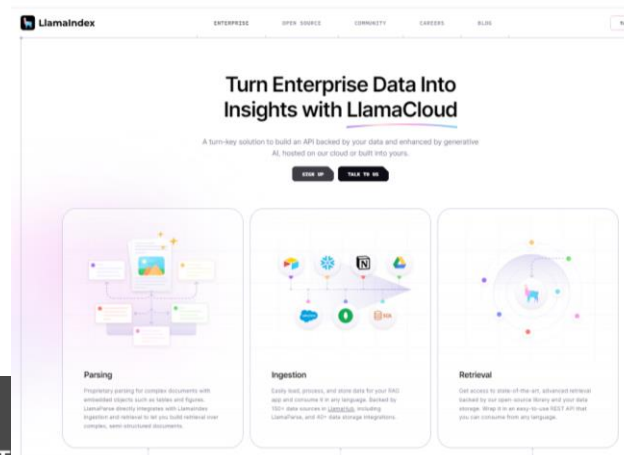 LlamaIndex
ENTERPRISE OPEN SOURCE COMMUNITY CAREERS BLOG
Turn Enterprise Data Into
Insights with LlamaCloud
A turn-key solution to build an API backed by your data and enhanced by generative
AI, hosted on our cloud or built into yours.
SIGN UP TALK TO US
Parsing
Proprietary parsing for complex documents with
embedded objects such as tables and figures.
LlamaParse directly integrates with LlamaIndex
ingestion and retrieval to let you build retrieval over
complex, semi-structured documents.
Ingestion
Easily load, process, and store data for your RAG
app and consume it in any language. Backed by
150+ data sources in LlamaHub, including
LlamaParse, and 40+ data storage integrations.
Retrieval
Get access to state-of-the-art, advanced retrieval
backed by our open source library and your data
storage. Wrap it in an easy-to-use REST API that
you can consume from any language.